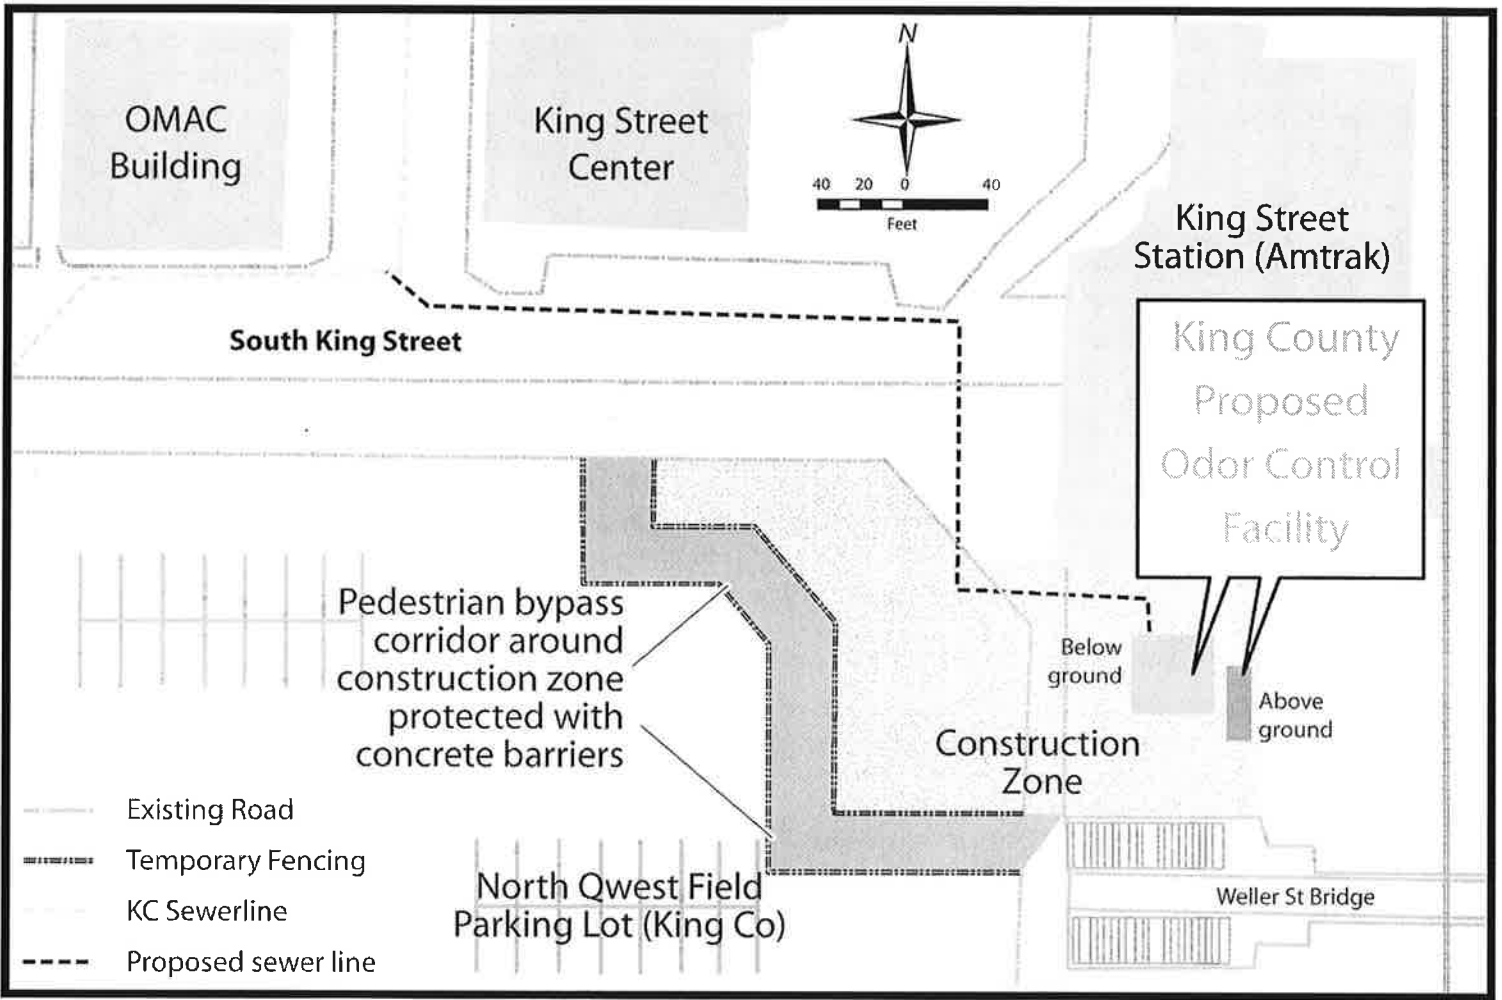 OMAC
Building
King Street
Center
N
40 20 0 40
Feet
King Street
Station (Amtrak)
King County
Proposed
Odor Control
Facility
South King Street
Pedestrian bypass
corridor around
construction zone
protected with
concrete barriers
Below
ground
Above
ground
Construction
Zone
Existing Road
Temporary Fencing
KC Sewerline
Proposed sewer line
North Qwest Field
Parking Lot (King Co)
Weller St Bridge